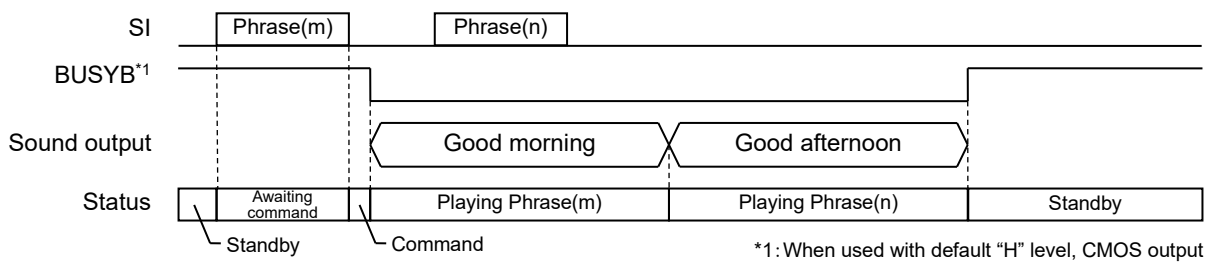 SI
Phrase(m)
Phrase(n)
BUSYB*1
Sound output
Good morning
Good afternoon
Status
Awaiting
command
Playing Phrase(m)
Playing Phrase(n)
Standby
Standby
Command
*1:When used with default “H” level, CMOS output